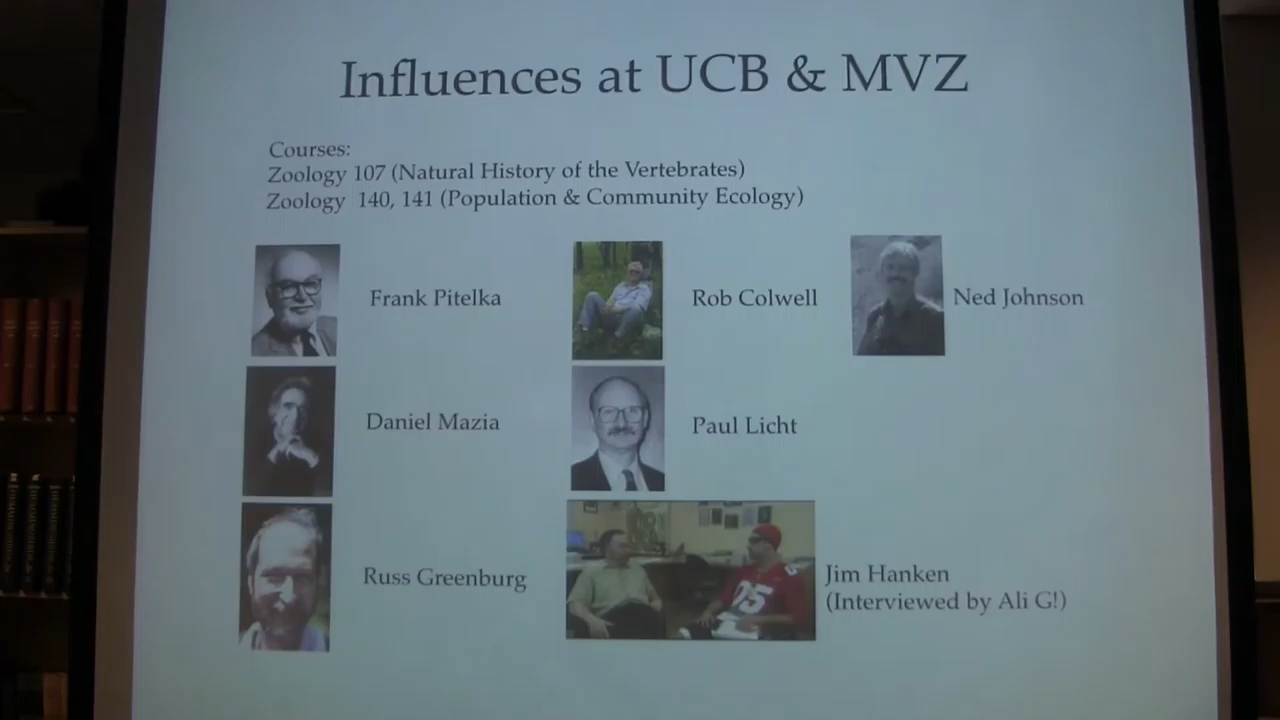 Influences at UCB & MVZ
Courses:
Zoology 107 (Natural History of the Vertebrates)
Zoology 140, 141 (Population & Community Ecology)
Frank Pitelka
Rob Colwell
Ned Johnson
Daniel Mazia
Paul Licht
Russ Greenburg
Jim Hanken
(Interviewed by Ali G!)